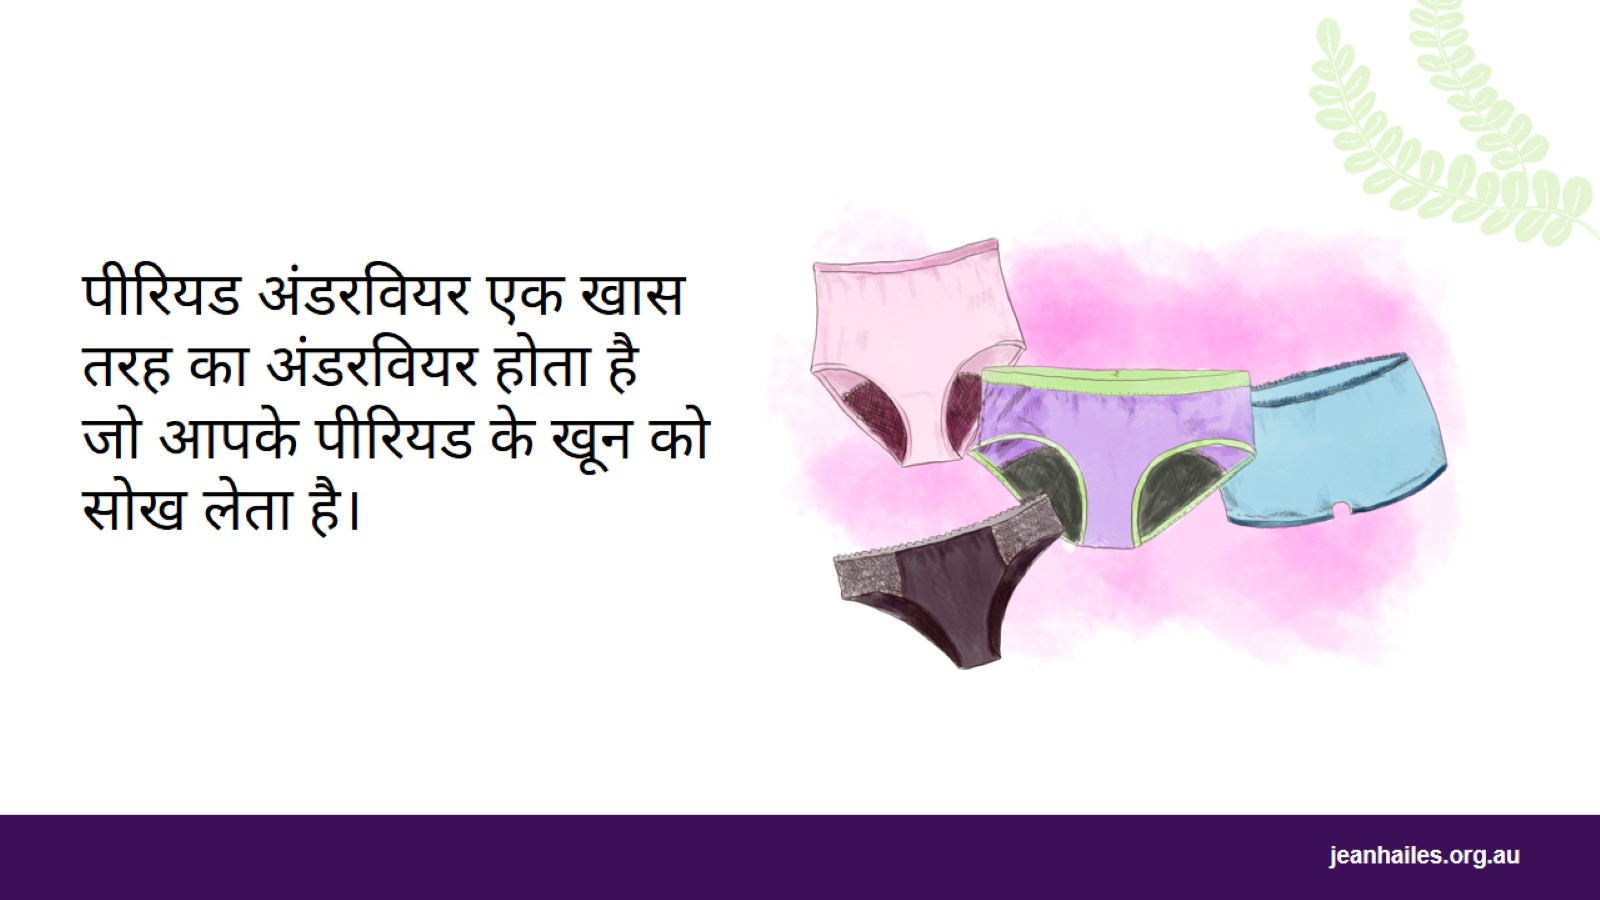 पीरियड अंडरवियर एक खास
तरह का अंडरवियर होता है
जो आपके पीरियड के खून को
सोख लेता है।
jeanhailes.org.au